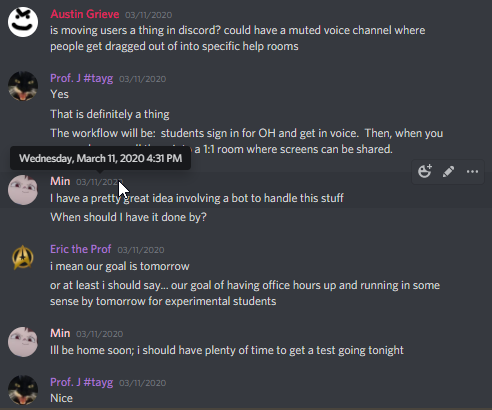 Austin Grieve 03/11/2020
is moving users a thing in discord? could have a muted voice channel where
people get dragged out of into specific help rooms
Prof. J #tayg 03/11/2020
Yes
That is definitely a thing
The workflow will be: students sign in for OH and get in voice. Then, when you
a 1:1 room where screens can be shared.
Wednesday, March 11, 2020 4:31 PM
Min 03/11/2020
I have a pretty great idea involving a bot to handle this stuff
When should I have it done by?
Eric the Prof 03/11/2020
i mean our goal is tomorrow
or at least i should say... our goal of having office hours up and running in some
sense by tomorrow for experimental students
Min 03/11/2020
Ill be home soon; i should have plenty of time to get a test going tonight
Prof. J #tayg 03/11/2020
Nice